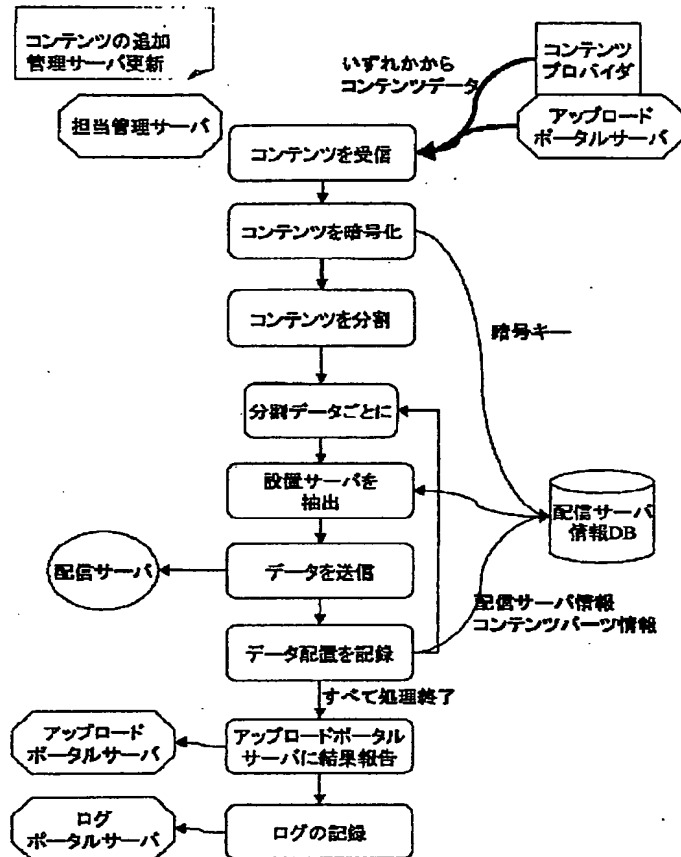 コンテンツの追加
管理サーバ更新
いずれかから
コンテンツデータ
コンテンツ
プロバイダ
担当管理サーバ
アップロード
ポータルサーバ
コンテンツを受信
コンテンツを暗号化
コンテンツを分割
暗号キー
分割データごとに
設置サーバを
抽出
配信サーバ
情報DB
配信サーバ
データを送信
配信サーバ情報
コンテンツパーツ情報
データ配置を記録
すべて処理終了
アップロード
ポータルサーバ
アップロードポータル
サーバに結果報告
ログ
ポータルサーバ
ログの記録